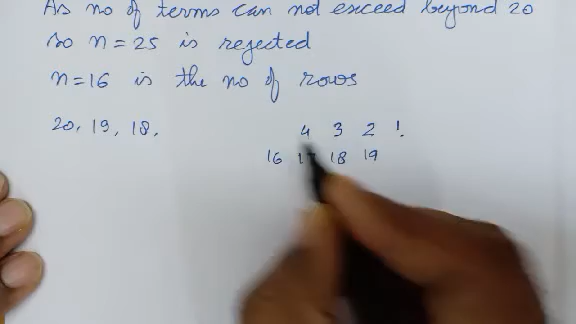 As no of terms can not exceed beyond 20
so n = 25 is rejected
n = 16 is the no of rows
20, 19, 18,
4 3 2 1.
16 17 18 19